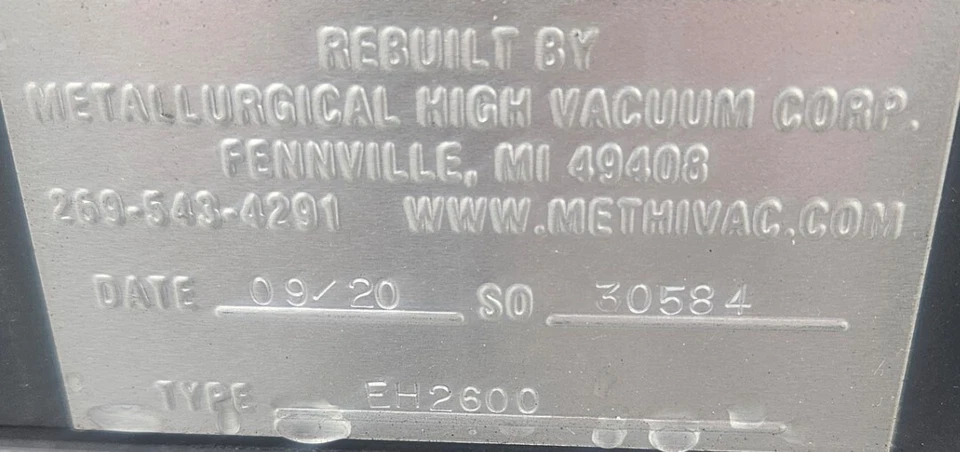 REBUILT BY
METALLURGICAL HIGH VACUUM CORP.
FENNVILLE, MI 49408
269-543-4291 WWW.METHIVAC.COM
DATE 09/20 SO 30584
TYPE EH2600